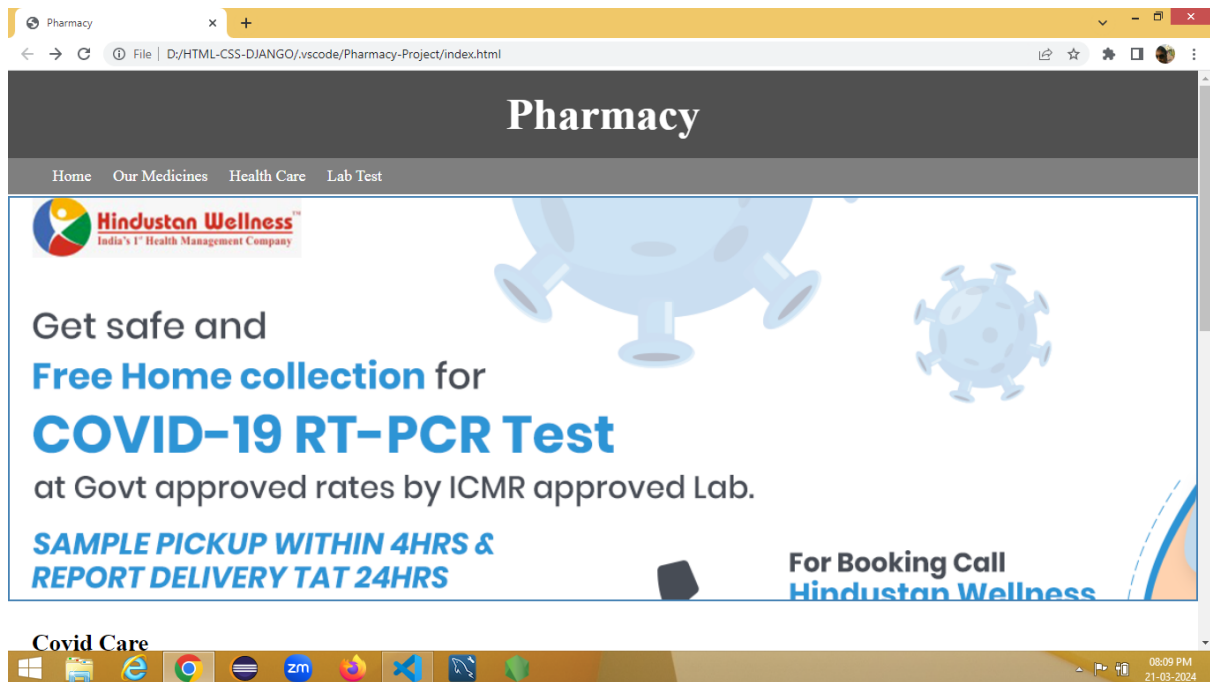 Pharmacy
File | D:/HTML-CSS-DJANGO/.vscode/Pharmacy-Project/index.html
Pharmacy
Home Our Medicines Health Care Lab Test
Hindustan Wellness™
India's 1st Health Management Company
Get safe and
Free Home collection for
COVID-19 RT-PCR Test
at Govt approved rates by ICMR approved Lab.
SAMPLE PICKUP WITHIN 4HRS &
REPORT DELIVERY TAT 24HRS
For Booking Call
Hindustan Wellness
Covid Care
zm
08:09 PM
21-03-2024